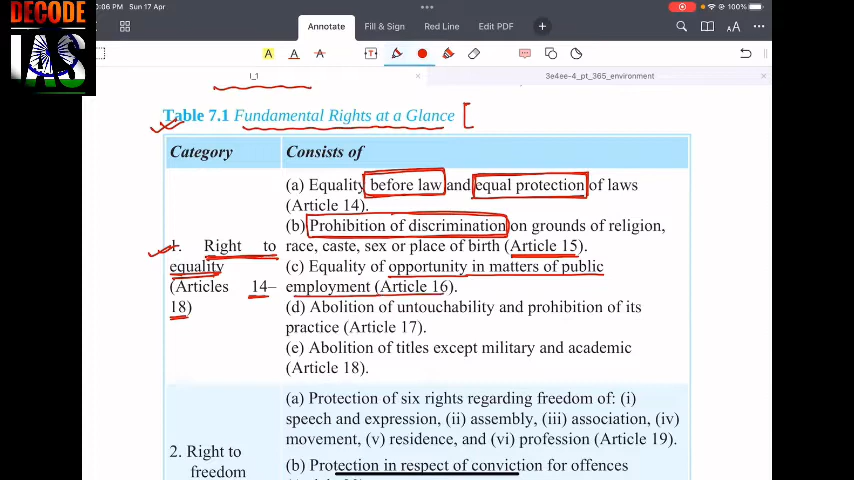 DECODE
IAS
:06 PM Sun 17 Apr
100%
Annotate
Fill & Sign
Red Line
Edit PDF
I_1
3e4ee-4_pt_365_environment
Table 7.1 Fundamental Rights at a Glance
Category
Consists of
1. Right to
equality
(Articles 14–
18)
(a) Equality before law and equal protection of laws
(Article 14).
(b) Prohibition of discrimination on grounds of religion,
race, caste, sex or place of birth (Article 15).
(c) Equality of opportunity in matters of public
employment (Article 16).
(d) Abolition of untouchability and prohibition of its
practice (Article 17).
(e) Abolition of titles except military and academic
(Article 18).
2. Right to
freedom
(a) Protection of six rights regarding freedom of: (i)
speech and expression, (ii) assembly, (iii) association, (iv)
movement, (v) residence, and (vi) profession (Article 19).
(b) Protection in respect of conviction for offences